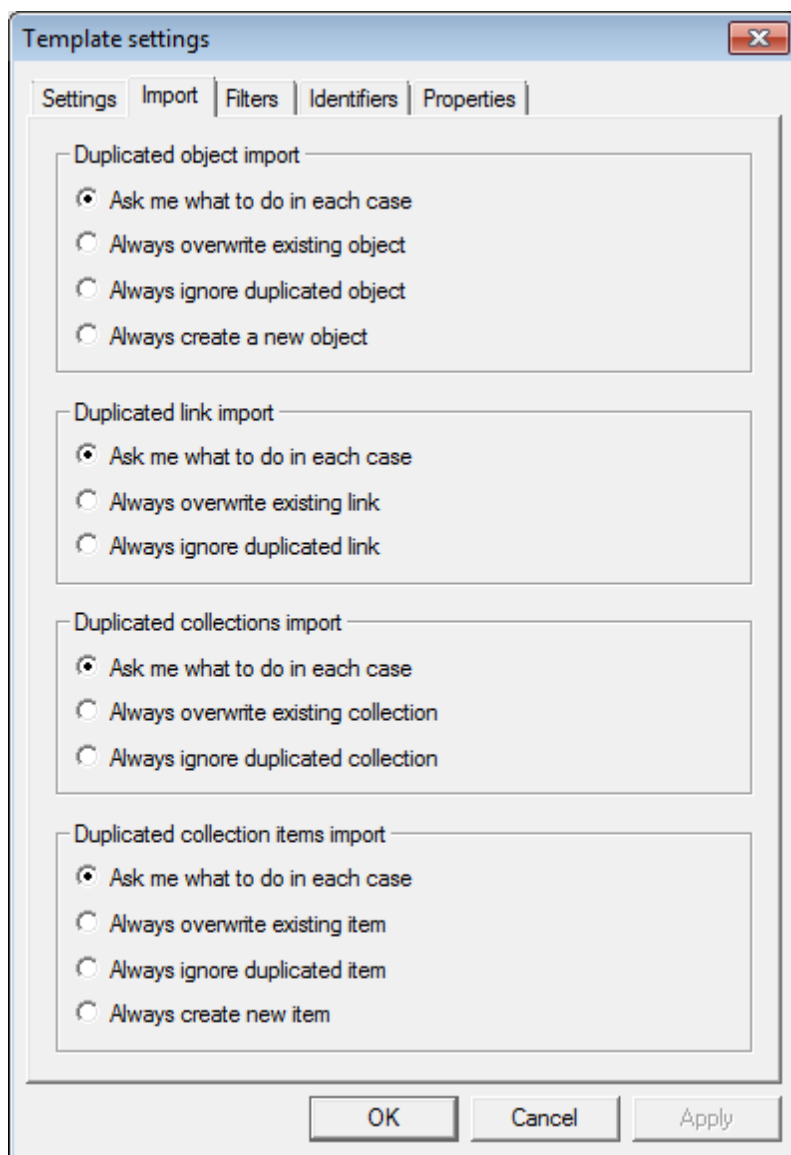 Template settings
Settings Import Filters Identifiers Properties
Duplicated object import
Ask me what to do in each case
Always overwrite existing object
Always ignore duplicated object
Always create a new object
Duplicated link import
Ask me what to do in each case
Always overwrite existing link
Always ignore duplicated link
Duplicated collections import
Ask me what to do in each case
Always overwrite existing collection
Always ignore duplicated collection
Duplicated collection items import
Ask me what to do in each case
Always overwrite existing item
Always ignore duplicated item
Always create new item
OK Cancel Apply